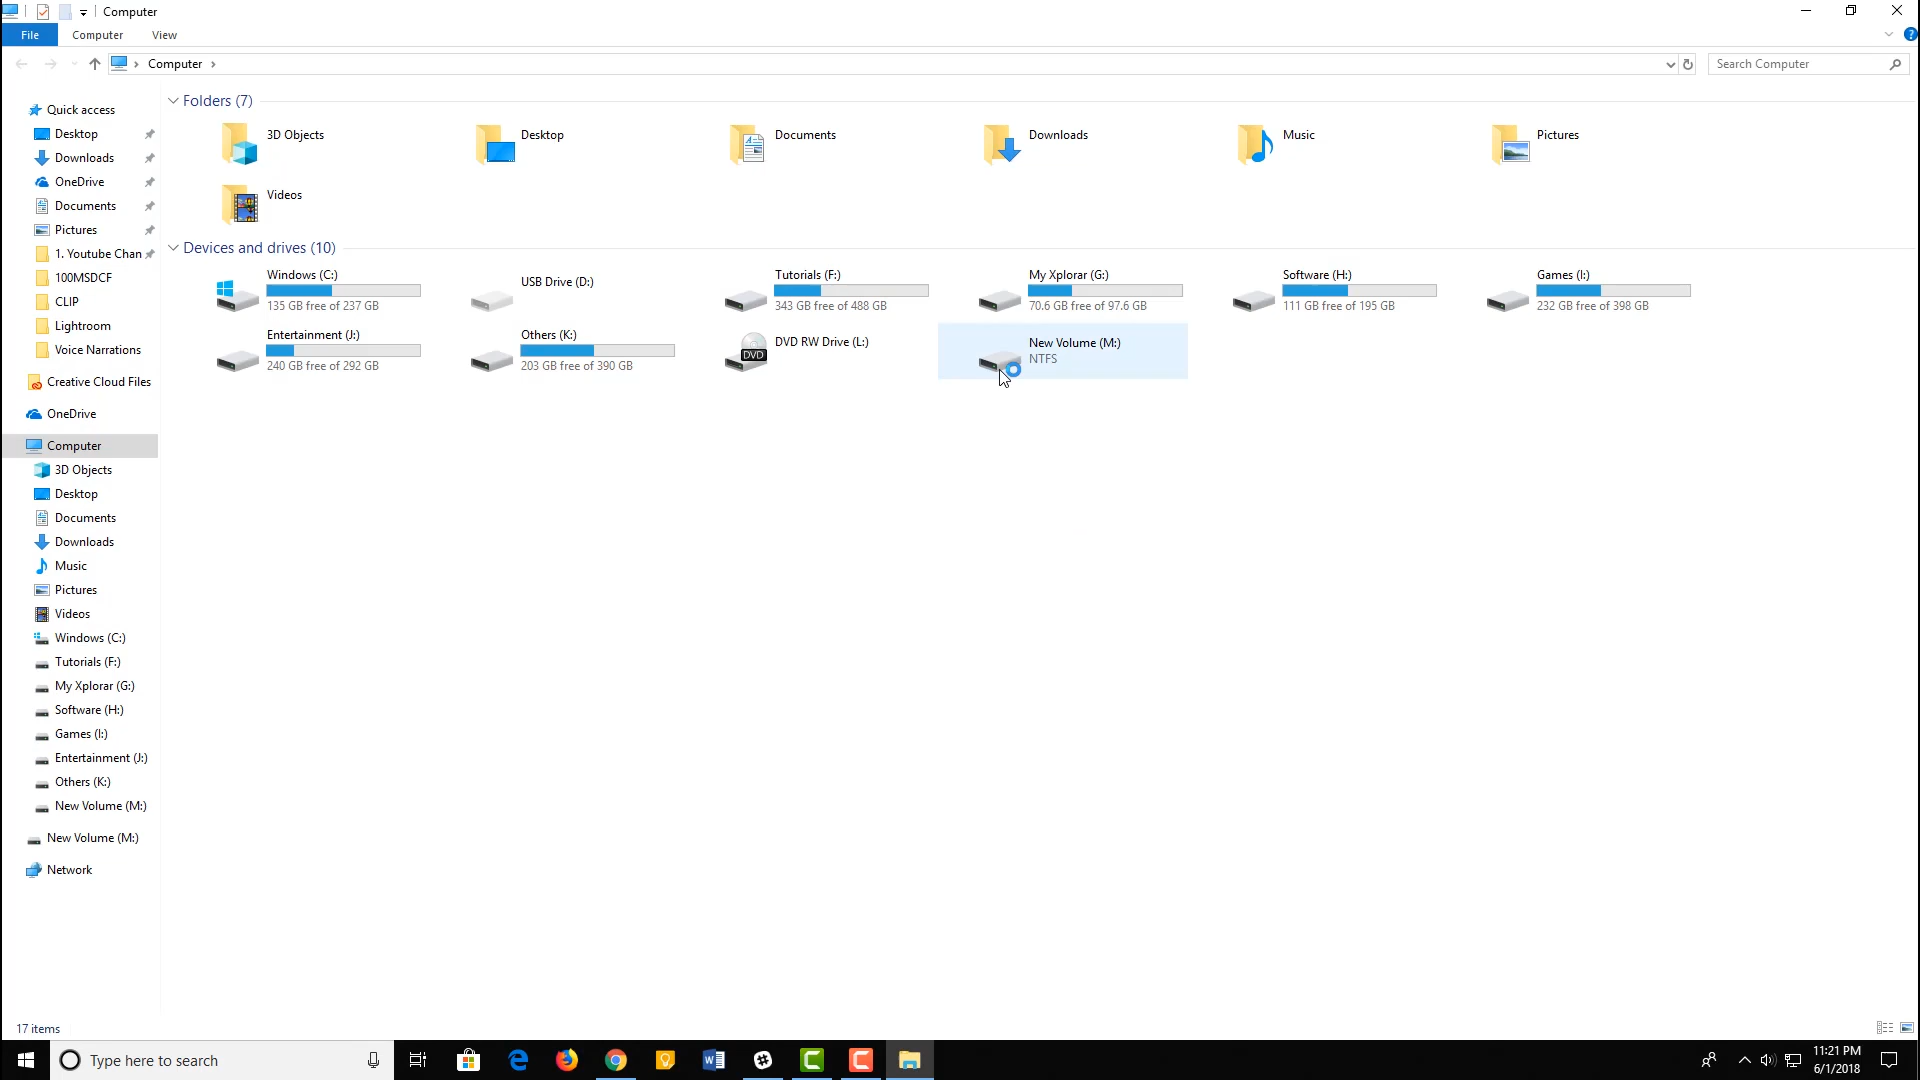 Computer
File
Computer
View
Computer
Search Computer
Quick access
Desktop
Downloads
OneDrive
Documents
Pictures
1. Youtube Chan
100MSDCF
CLIP
Lightroom
Voice Narrations
Creative Cloud Files
OneDrive
Computer
3D Objects
Desktop
Documents
Downloads
Music
Pictures
Videos
Windows (C:)
Tutorials (F:)
My Xplorar (G:)
Software (H:)
Games (I:)
Entertainment (J:)
Others (K:)
New Volume (M:)
New Volume (M:)
Network
Folders (7)
3D Objects
Desktop
Documents
Downloads
Music
Pictures
Videos
Devices and drives (10)
Windows (C:)
135 GB free of 237 GB
USB Drive (D:)
Tutorials (F:)
343 GB free of 488 GB
My Xplorar (G:)
70.6 GB free of 97.6 GB
Software (H:)
111 GB free of 195 GB
Games (I:)
232 GB free of 398 GB
Entertainment (J:)
240 GB free of 292 GB
Others (K:)
203 GB free of 390 GB
DVD
DVD RW Drive (L:)
New Volume (M:)
NTFS
17 items
Type here to search
11:21 PM
6/1/2018